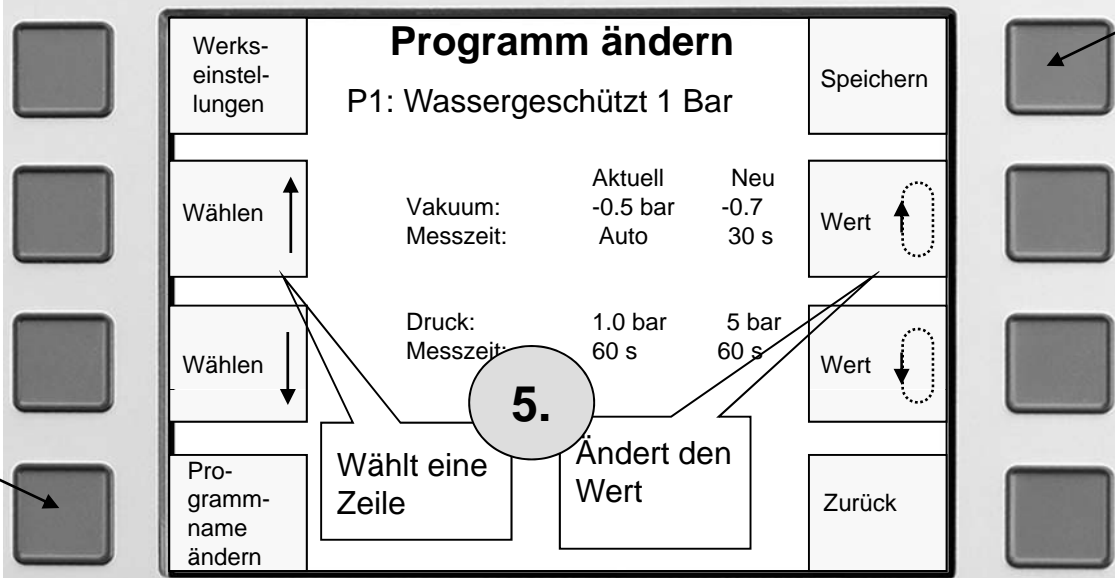 Werks-
einstel-
lungen
Programm ändern
P1: Wassergeschützt 1 Bar
Speichern
Wählen
Aktuell Neu
Vakuum: -0.5 bar -0.7
Messzeit: Auto 30 s
Wert
Wählen
Druck: 1.0 bar 5 bar
Messzeit: 60 s 60 s
Wert
5.
Wählt eine
Zeile
Ändert den
Wert
Pro-
gramm-
name
ändern
Zurück